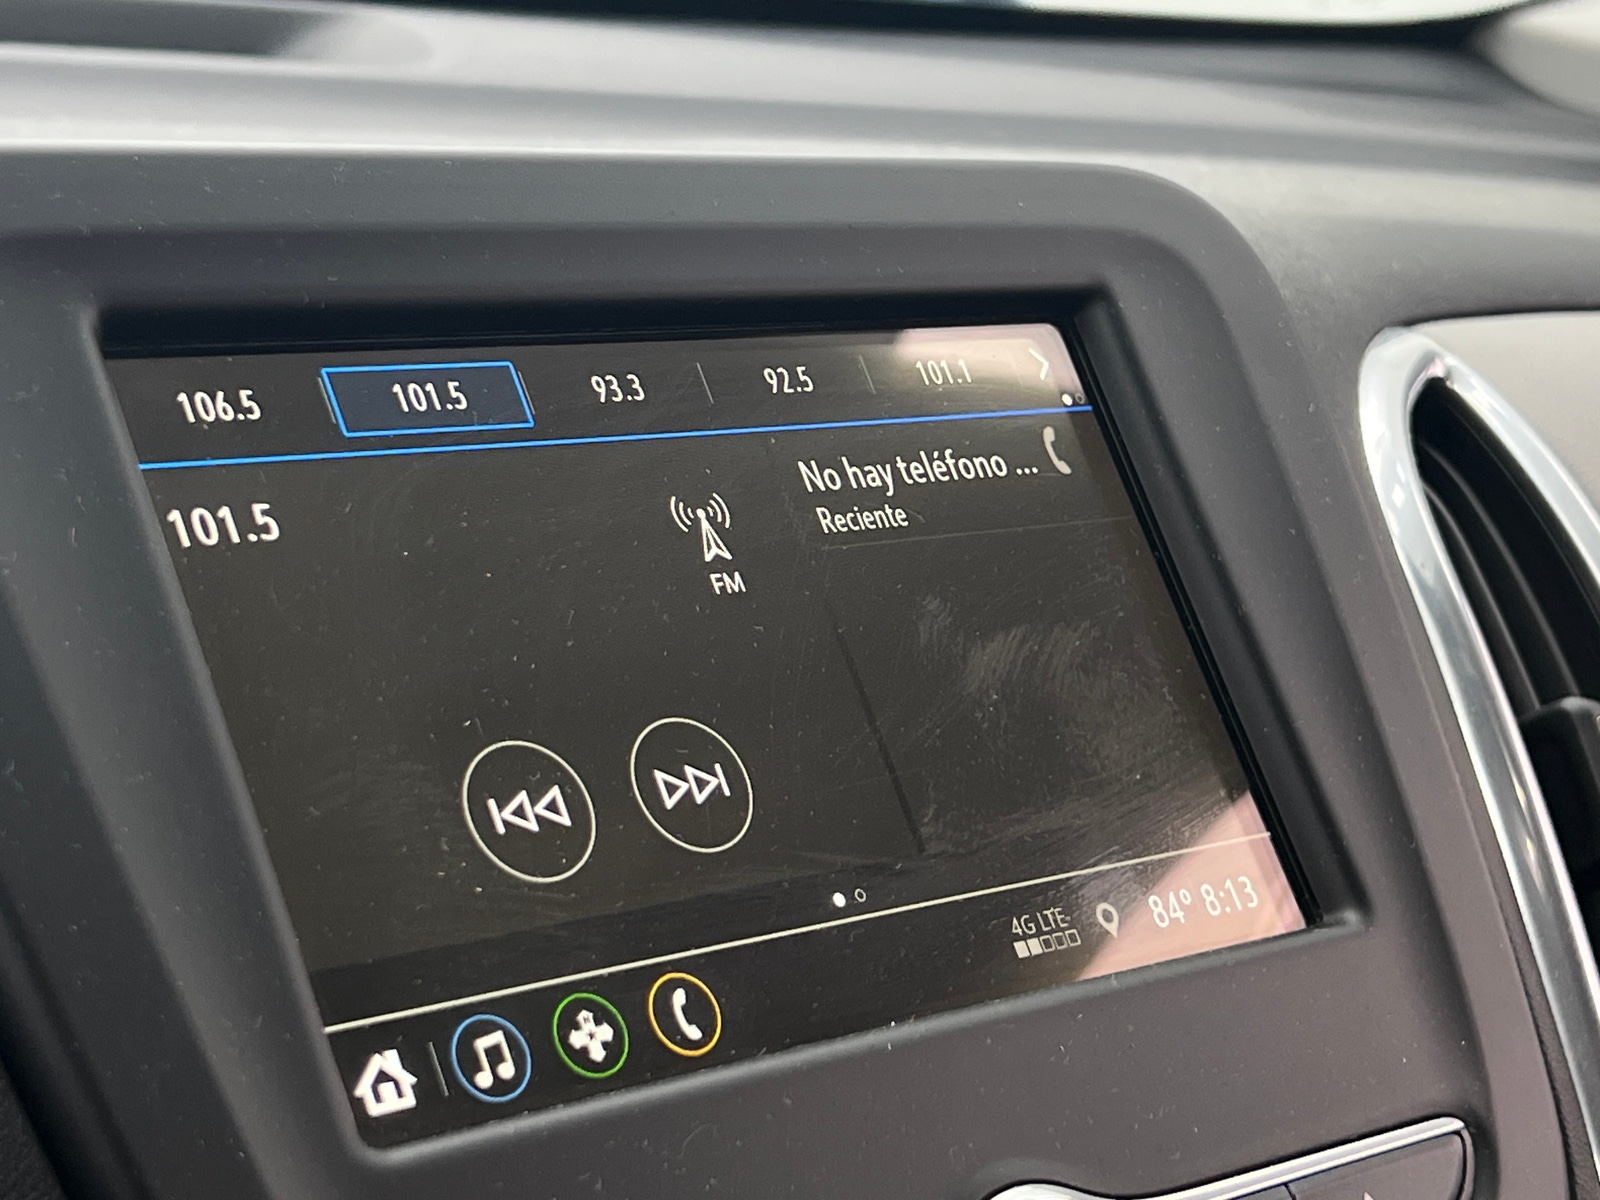 106.5 101.5 93.3 92.5 101.1
101.5
FM
No hay teléfono ...
Reciente
4G LTE
84° 8:13